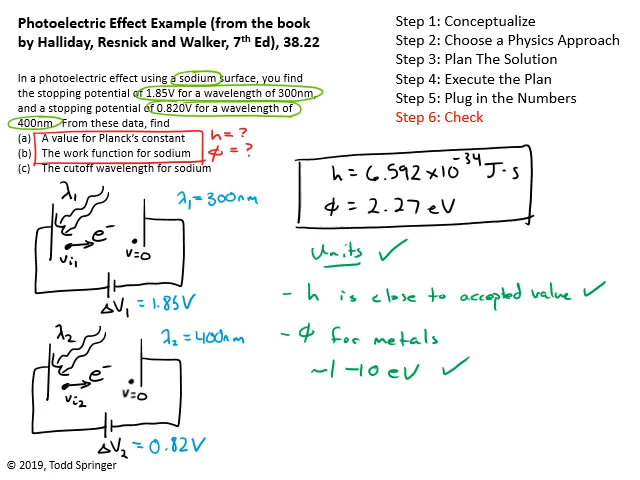 Photoelectric Effect Example (from the book
by Halliday, Resnick and Walker, 7th Ed), 38.22
Step 1: Conceptualize
Step 2: Choose a Physics Approach
Step 3: Plan The Solution
Step 4: Execute the Plan
Step 5: Plug in the Numbers
Step 6: Check
In a photoelectric effect using a sodium surface, you find
the stopping potential of 1.85V for a wavelength of 300nm,
and a stopping potential of 0.820V for a wavelength of
400nm. From these data, find
(a) A value for Planck's constant
(b) The work function for sodium
(c) The cutoff wavelength for sodium
h = ?
ϕ = ?
h = 6.592 × 10^-34 J·s
ϕ = 2.27 eV
Units ✓
- h is close to accepted value ✓
- ϕ for metals
~1-10 eV ✓
λ1
λ1 = 300nm
e-
vi1
v=0
ΔV1 = 1.85V
λ2
λ2 = 400nm
e-
vi2
v=0
ΔV2 = 0.82V
© 2019, Todd Springer